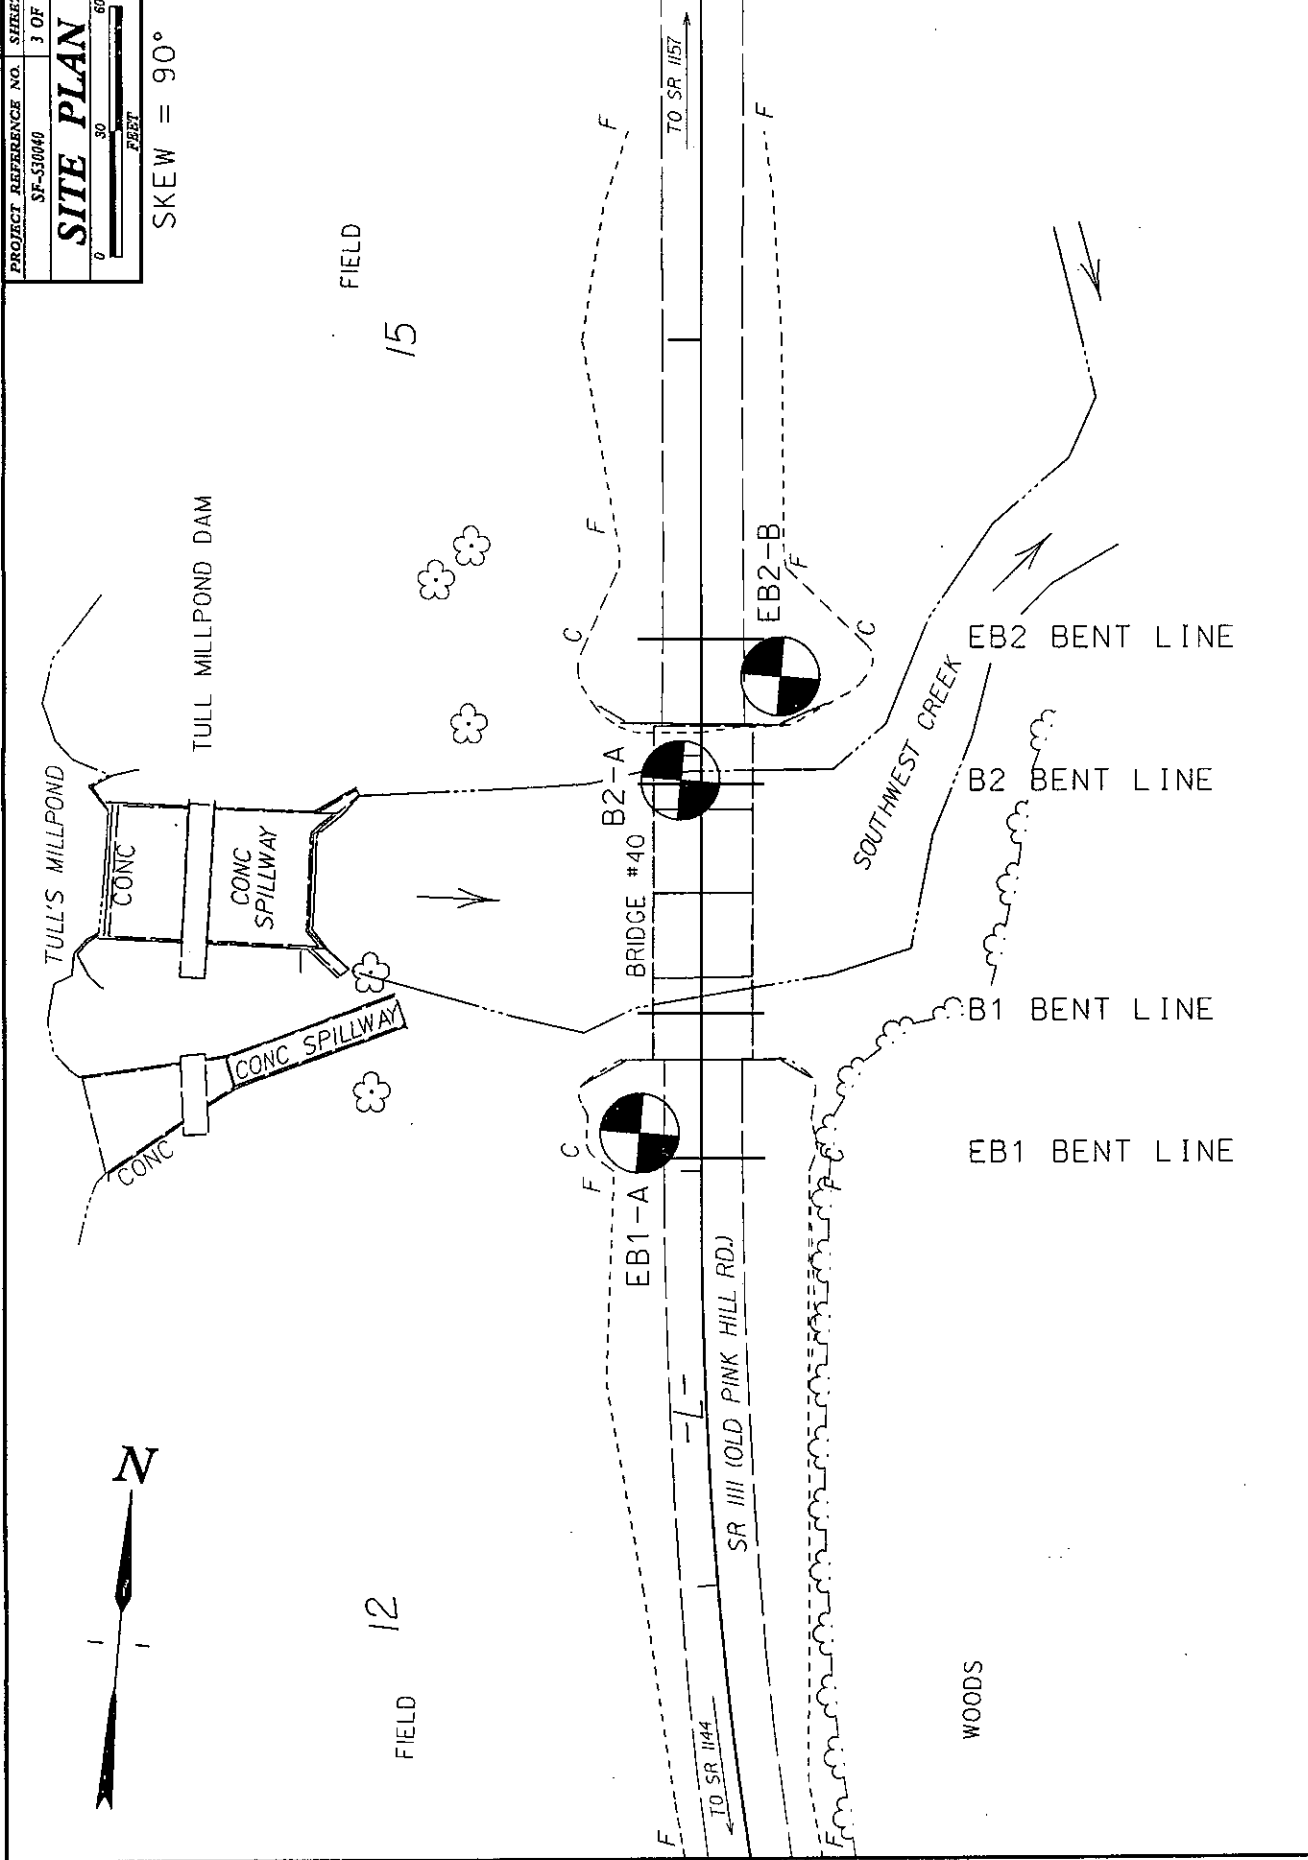 PROJECT REFERENCE NO.
SHEET
SF-530040
3 OF
SITE PLAN
0 30 60
FEET
SKEW = 90°
TO SR 1157
F
F
FIELD
15
TULL MILLPOND DAM
F
F
C
C
EB2-B
EB2 BENT LINE
TULL'S MILLPOND
CONC
CONC
SPILLWAY
B2-A
B2 BENT LINE
SOUTHWEST CREEK
BRIDGE #40
B1 BENT LINE
CONC SPILLWAY
CONC
C
F
EB1-A
C
F
EB1 BENT LINE
-L-
SR 1111 (OLD PINK HILL RD.)
N
12
FIELD
WOODS
TO SR 1144
F
F